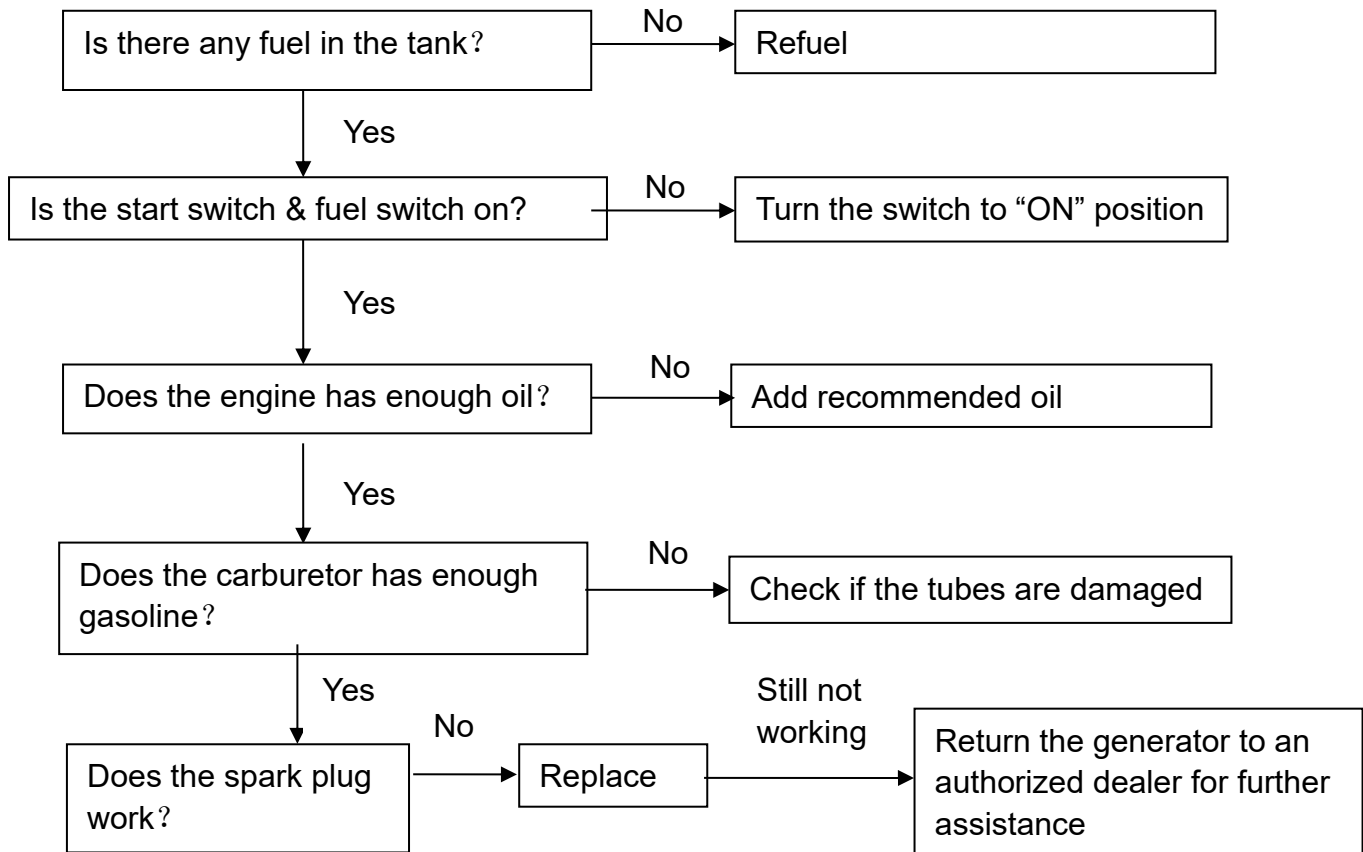 Is there any fuel in the tank？
No
Refuel
Yes
Is the start switch & fuel switch on?
No
Turn the switch to “ON” position
Yes
Does the engine has enough oil？
No
Add recommended oil
Yes
Does the carburetor has enough
gasoline？
No
Check if the tubes are damaged
Yes
Does the spark plug
work？
No
Replace
Still not
working
Return the generator to an
authorized dealer for further
assistance